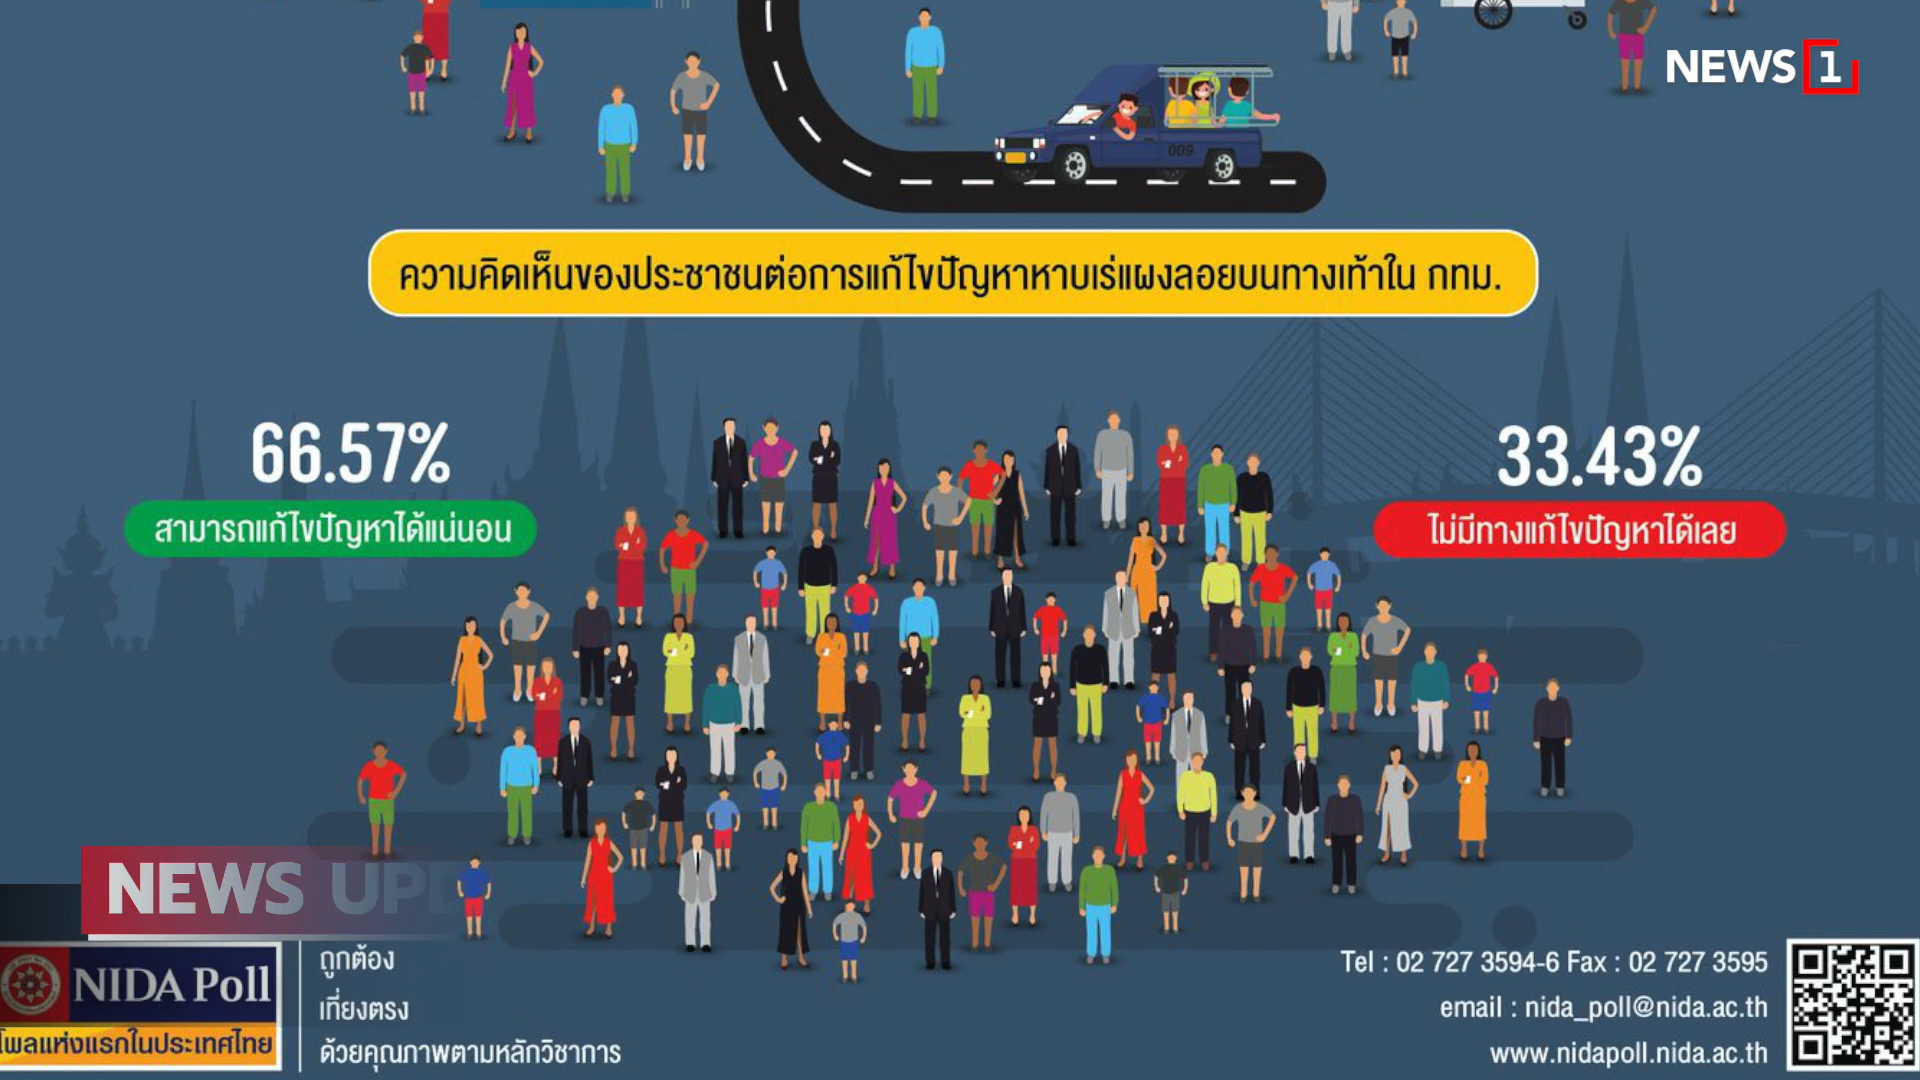 NEWS 1
009
ความคิดเห็นของประชาชนต่อการแก้ไขปัญหาหาบเร่แผงลอยบนทางเท้าใน กทม.
66.57%
สามารถแก้ไขปัญหาได้แน่นอน
33.43%
ไม่มีทางแก้ไขปัญหาได้เลย
NEWS UPD
NIDA Poll
โพลแห่งแรกในประเทศไทย
ถูกต้อง
เที่ยงตรง
ด้วยคุณภาพตามหลักวิชาการ
Tel : 02 727 3594-6 Fax : 02 727 3595
email : nida_poll@nida.ac.th
www.nidapoll.nida.ac.th